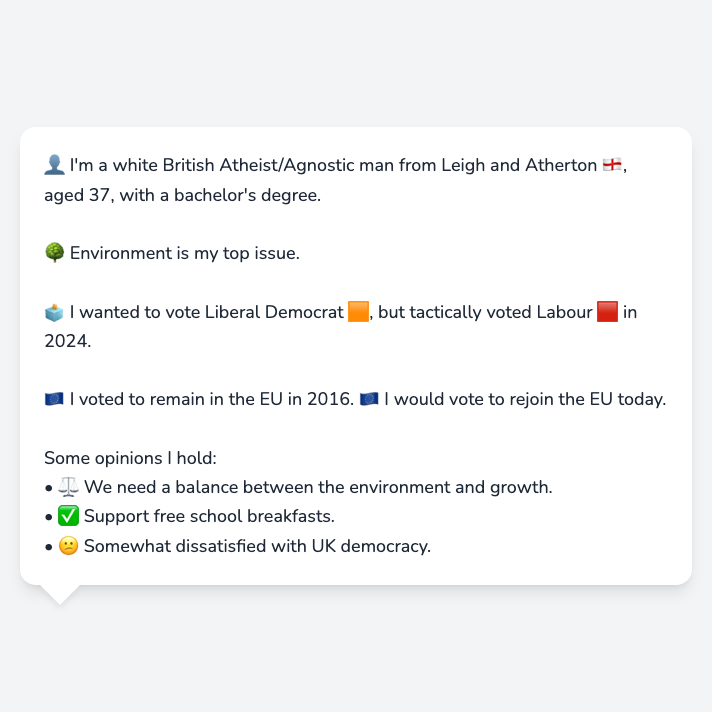 👤 I'm a white British Atheist/Agnostic man from Leigh and Atherton 🏴󠁧󠁢󠁥󠁮󠁧󠁿,
aged 37, with a bachelor's degree.
🌳 Environment is my top issue.
🗳️ I wanted to vote Liberal Democrat 🟧, but tactically voted Labour 🟥 in
2024.
🇪🇺 I voted to remain in the EU in 2016. 🇪🇺 I would vote to rejoin the EU today.
Some opinions I hold:
• ⚖️ We need a balance between the environment and growth.
• ✅ Support free school breakfasts.
• 😕 Somewhat dissatisfied with UK democracy.